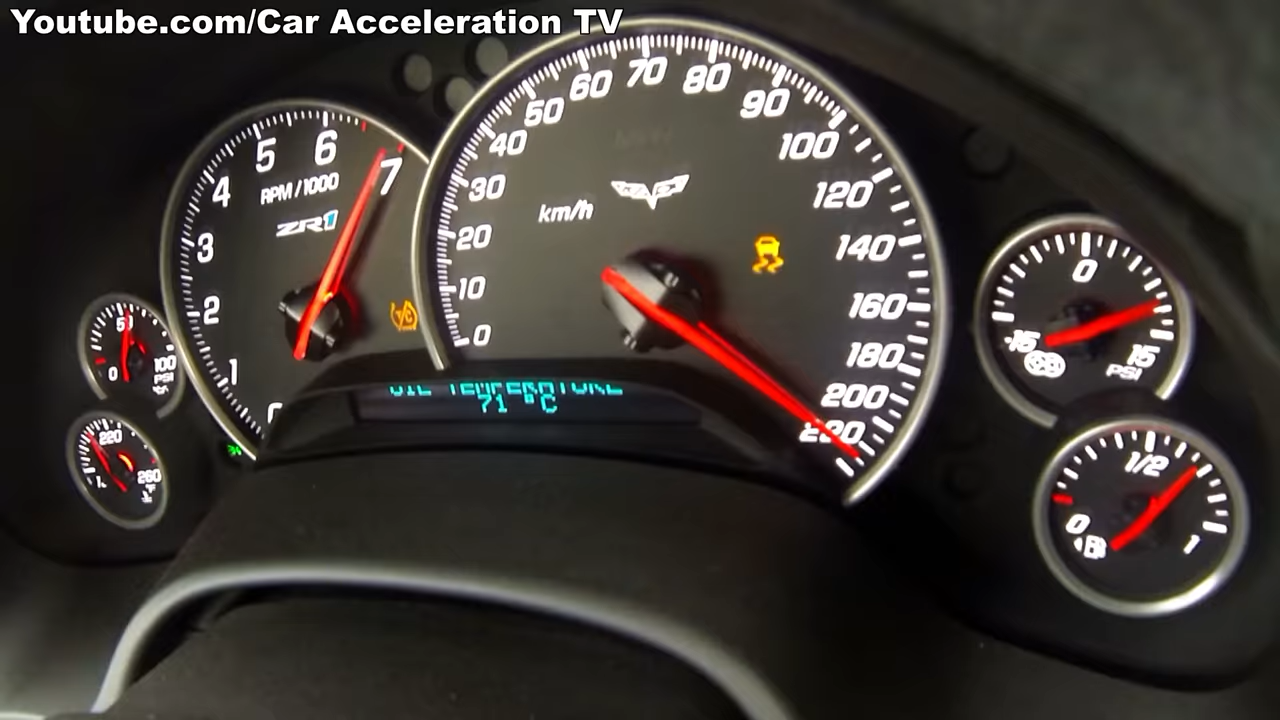 Youtube.com/Car Acceleration TV
0 10 20 30 40 50 60 70 80 90 100 120 140 160 180 200 220
km/h
1 2 3 4 5 6 7
RPM/1000
ZR1
0 50 100
PSI
220 260
°F
OIL TEMPERATURE
71 °C
-15 0 15
PSI
0 1/2 1